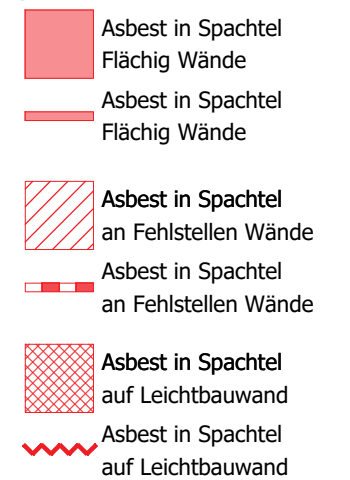 Asbest in Spachtel
Flächig Wände
Asbest in Spachtel
Flächig Wände
Asbest in Spachtel
an Fehlstellen Wände
Asbest in Spachtel
an Fehlstellen Wände
Asbest in Spachtel
auf Leichtbauwand
Asbest in Spachtel
auf Leichtbauwand